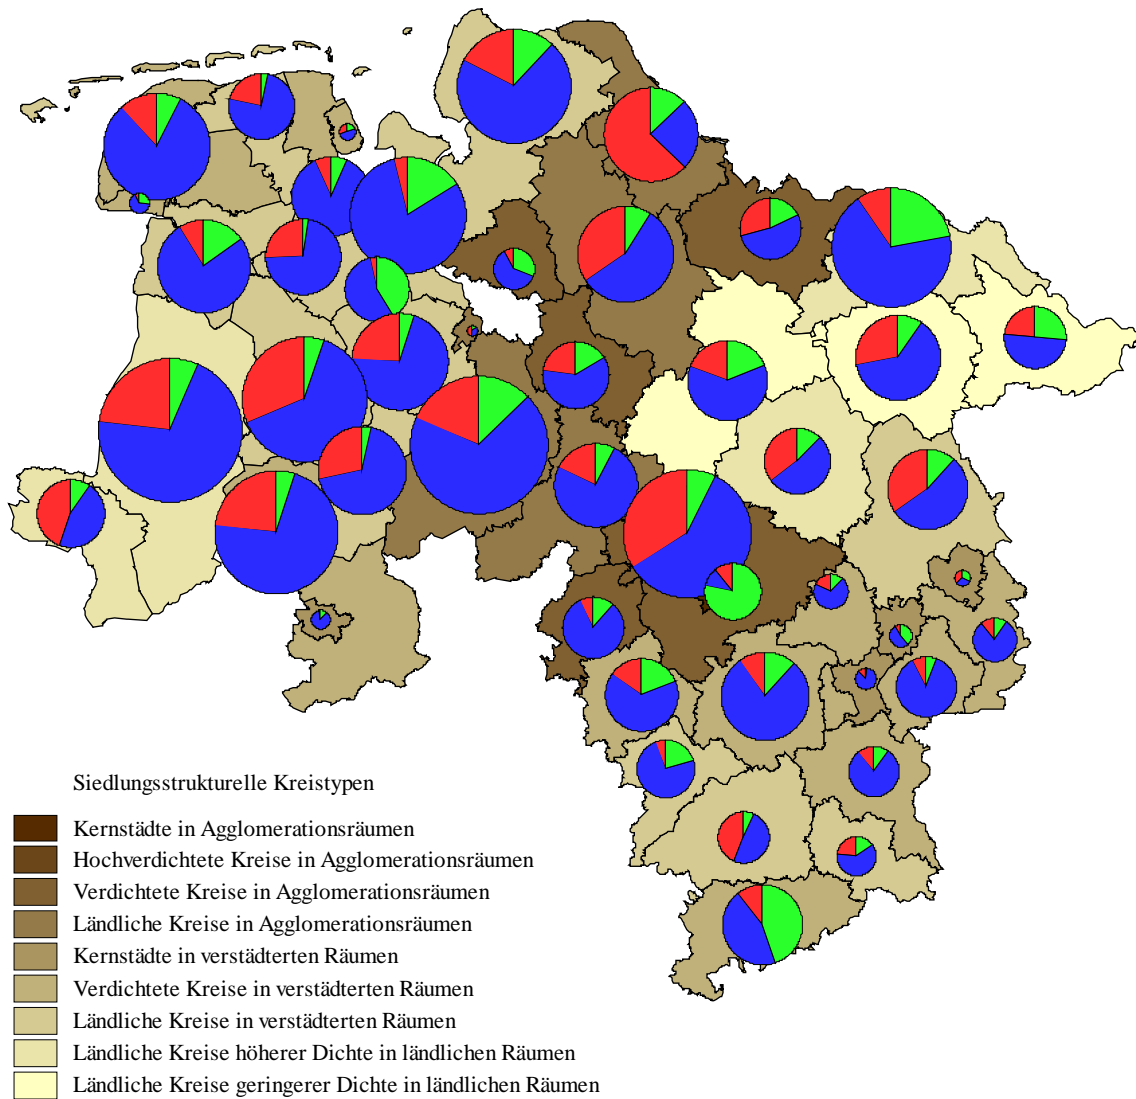 Siedlungsstrukturelle Kreistypen
Kernstädte in Agglomerationsräumen
Hochverdichtete Kreise in Agglomerationsräumen
Verdichtete Kreise in Agglomerationsräumen
Ländliche Kreise in Agglomerationsräumen
Kernstädte in verstädterten Räumen
Verdichtete Kreise in verstädterten Räumen
Ländliche Kreise in verstädterten Räumen
Ländliche Kreise höherer Dichte in ländlichen Räumen
Ländliche Kreise geringerer Dichte in ländlichen Räumen